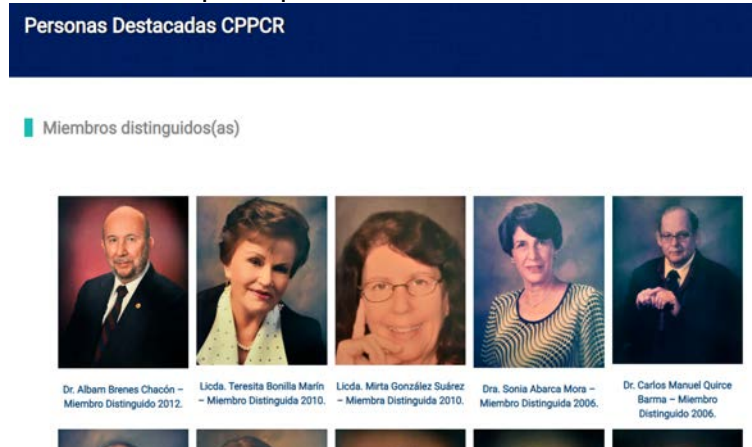 Personas Destacadas CPPCR
Miembros distinguidos(as)
Dr. Albam Brenes Chacón –
Miembro Distinguido 2012.
Licda. Teresita Bonilla Marín
– Miembro Distinguida 2010.
Licda. Mirta González Suárez
– Miembra Distinguida 2010.
Dra. Sonia Abarca Mora –
Miembro Distinguida 2006.
Dr. Carlos Manuel Quirce
Barma – Miembro
Distinguido 2006.